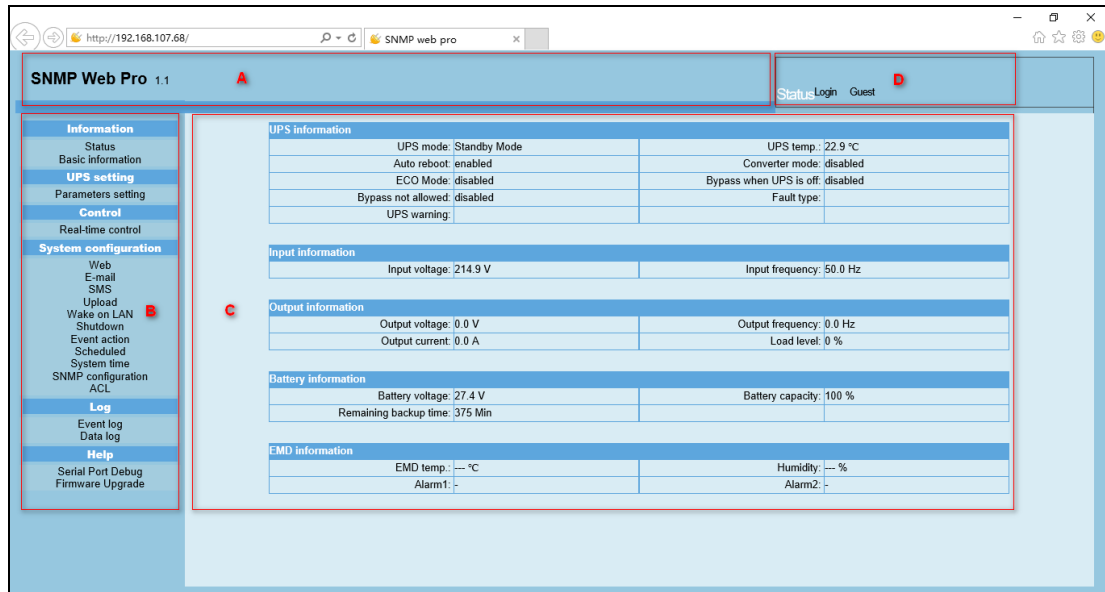 http://192.168.107.68/
SNMP web pro
SNMP Web Pro 1.1
A
D
Status Login Guest
Information
Status
Basic information
UPS setting
Parameters setting
Control
Real-time control
System configuration
Web
E-mail
SMS
Upload
Wake on LAN
B
Shutdown
Event action
Scheduled
System time
SNMP configuration
ACL
Log
Event log
Data log
Help
Serial Port Debug
Firmware Upgrade
C
UPS information
UPS mode: Standby Mode UPS temp.: 22.9 °C
Auto reboot: enabled Converter mode: disabled
ECO Mode: disabled Bypass when UPS is off: disabled
Bypass not allowed: disabled Fault type:
UPS warning:
Input information
Input voltage: 214.9 V Input frequency: 50.0 Hz
Output information
Output voltage: 0.0 V Output frequency: 0.0 Hz
Output current: 0.0 A Load level: 0 %
Battery information
Battery voltage: 27.4 V Battery capacity: 100 %
Remaining backup time: 375 Min
EMD information
EMD temp.: --- °C Humidity: --- %
Alarm1: - Alarm2: -